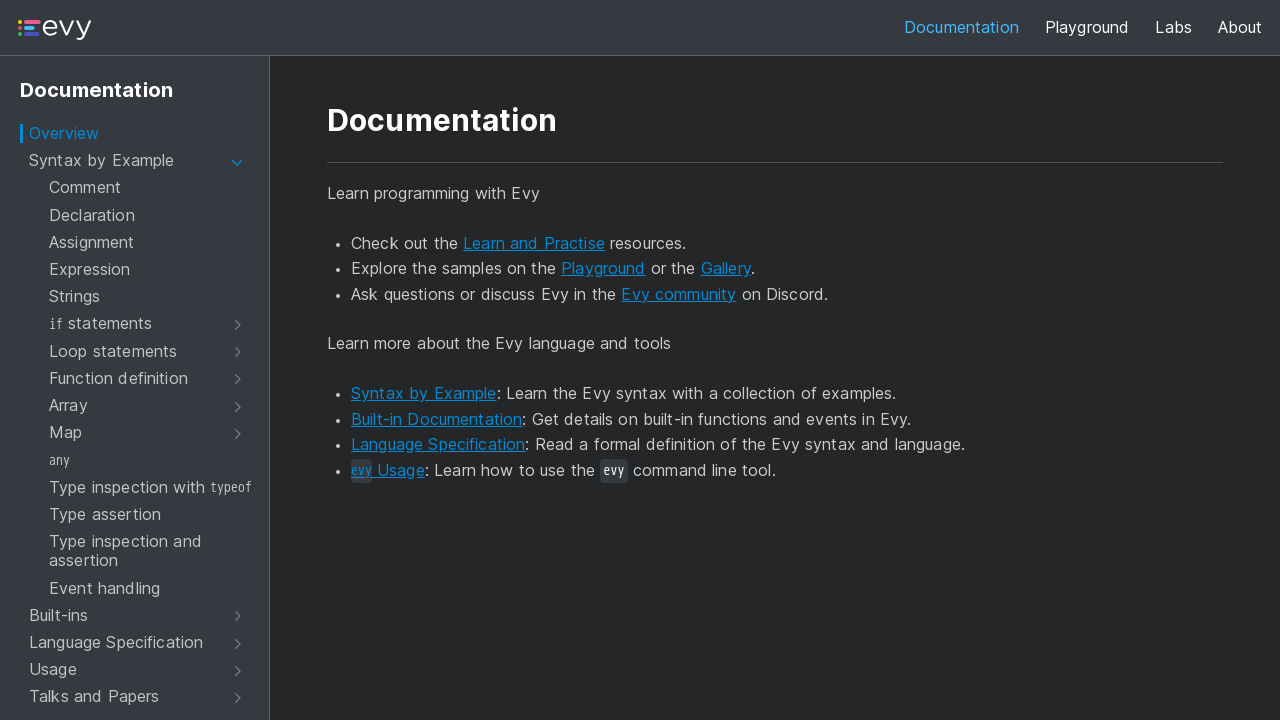 evy
Documentation Playground Labs About
Documentation
Overview
Syntax by Example
Comment
Declaration
Assignment
Expression
Strings
if statements
Loop statements
Function definition
Array
Map
any
Type inspection with typeof
Type assertion
Type inspection and
assertion
Event handling
Built-ins
Language Specification
Usage
Talks and Papers
Documentation
Learn programming with Evy
• Check out the Learn and Practise resources.
• Explore the samples on the Playground or the Gallery.
• Ask questions or discuss Evy in the Evy community on Discord.
Learn more about the Evy language and tools
• Syntax by Example: Learn the Evy syntax with a collection of examples.
• Built-in Documentation: Get details on built-in functions and events in Evy.
• Language Specification: Read a formal definition of the Evy syntax and language.
• evy Usage: Learn how to use the evy command line tool.